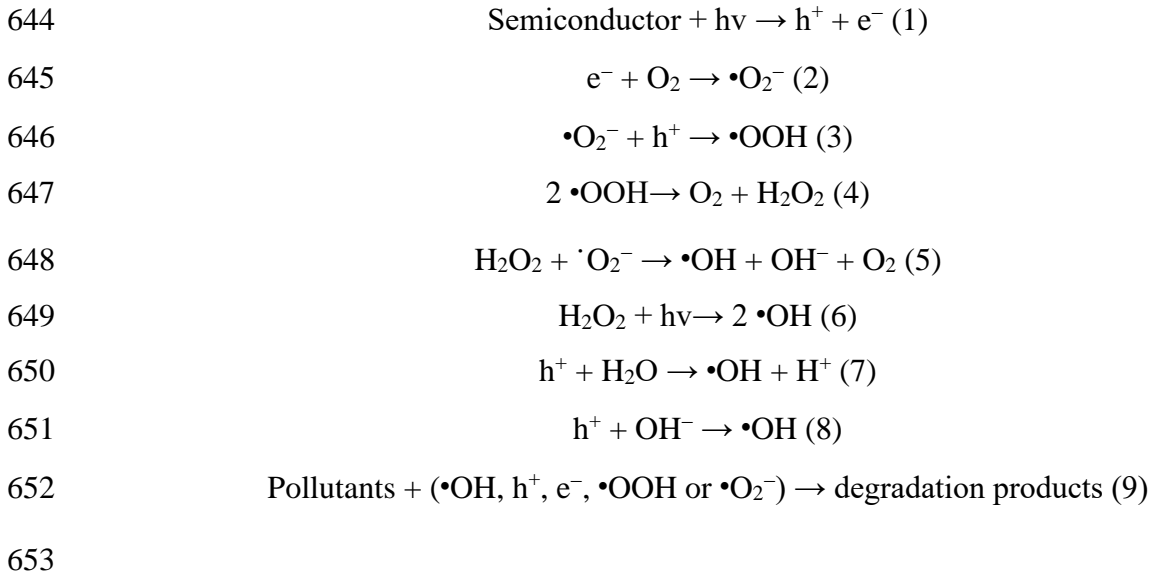 644 Semiconductor + hv → h⁺ + e⁻ (1)
645 e⁻ + O₂ → •O₂⁻ (2)
646 •O₂⁻ + h⁺ → •OOH (3)
647 2 •OOH→ O₂ + H₂O₂ (4)
648 H₂O₂ + ˙O₂⁻ → •OH + OH⁻ + O₂ (5)
649 H₂O₂ + hv→ 2 •OH (6)
650 h⁺ + H₂O → •OH + H⁺ (7)
651 h⁺ + OH⁻ → •OH (8)
652 Pollutants + (•OH, h⁺, e⁻, •OOH or •O₂⁻) → degradation products (9)
653